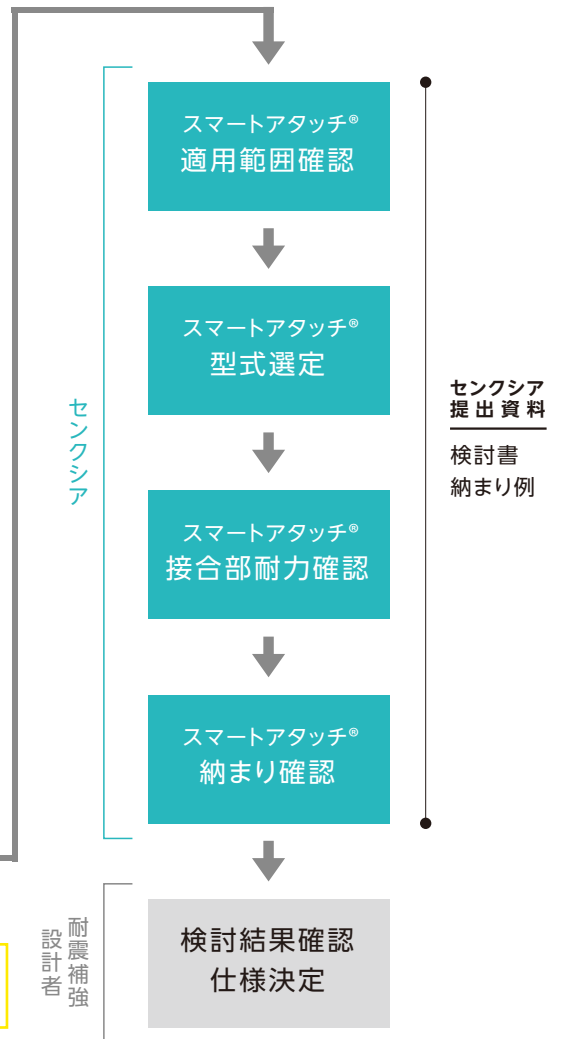 スマートアタッチ®
適用範囲確認
スマートアタッチ®
型式選定
スマートアタッチ®
接合部耐力確認
スマートアタッチ®
納まり確認
センクシア
センクシア
提出資料
検討書
納まり例
耐震補強
設計者
検討結果確認
仕様決定